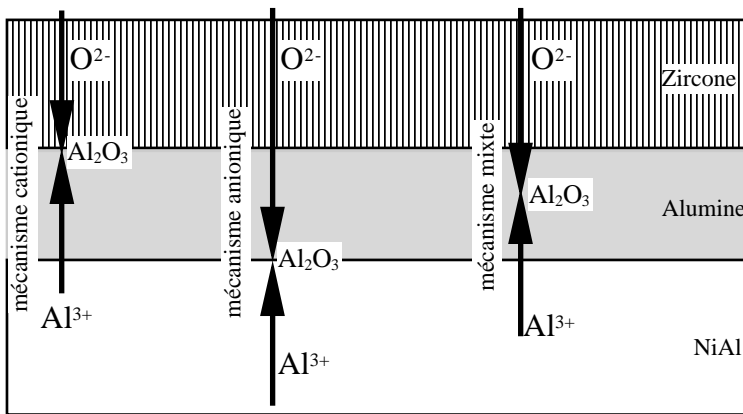 O²⁻
O²⁻
O²⁻
Zircone
mécanisme cationique
mécanisme anionique
mécanisme mixte
Al₂O₃
Al₂O₃
Al₂O₃
Alumine
Al³⁺
Al³⁺
Al³⁺
NiAl